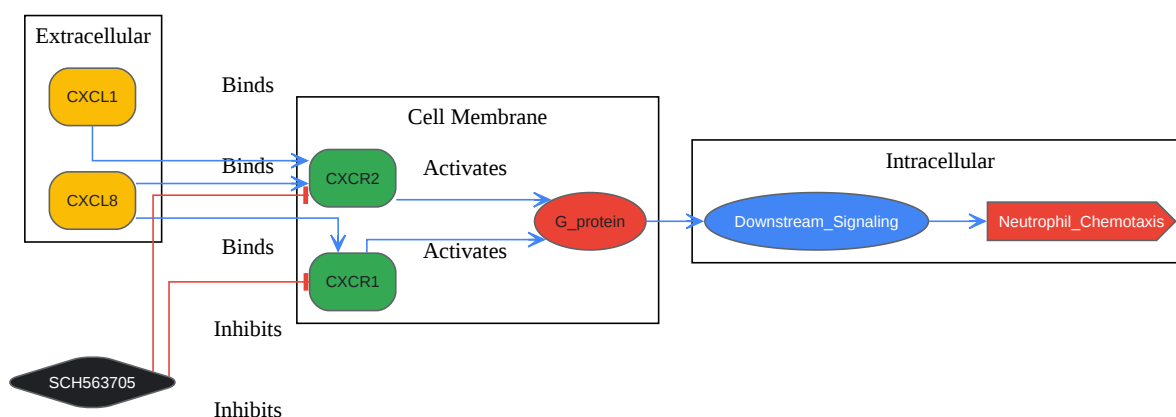 Extracellular
CXCL1
Binds
Cell Membrane
CXCR2
Binds
Activates
Intracellular
CXCL8
G_protein
Downstream_Signaling
Neutrophil_Chemotaxis
Binds
Activates
CXCR1
Inhibits
SCH563705
Inhibits